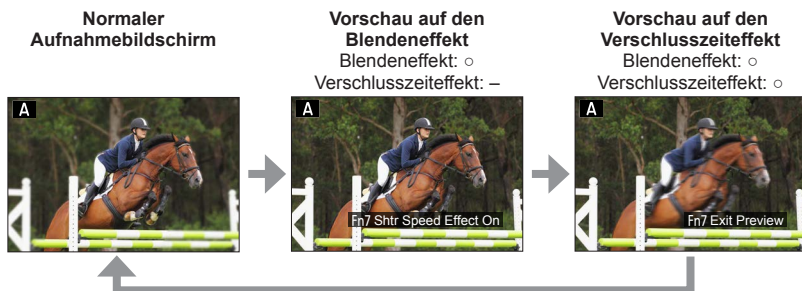 Normaler
Aufnahmebildschirm
Vorschau auf den
Blendeneffekt
Blendeneffekt: ○
Verschlusszeiteffekt: –
Vorschau auf den
Verschlusszeiteffekt
Blendeneffekt: ○
Verschlusszeiteffekt: ○
A
A
Fn7 Shtr Speed Effect On
A
Fn7 Exit Preview